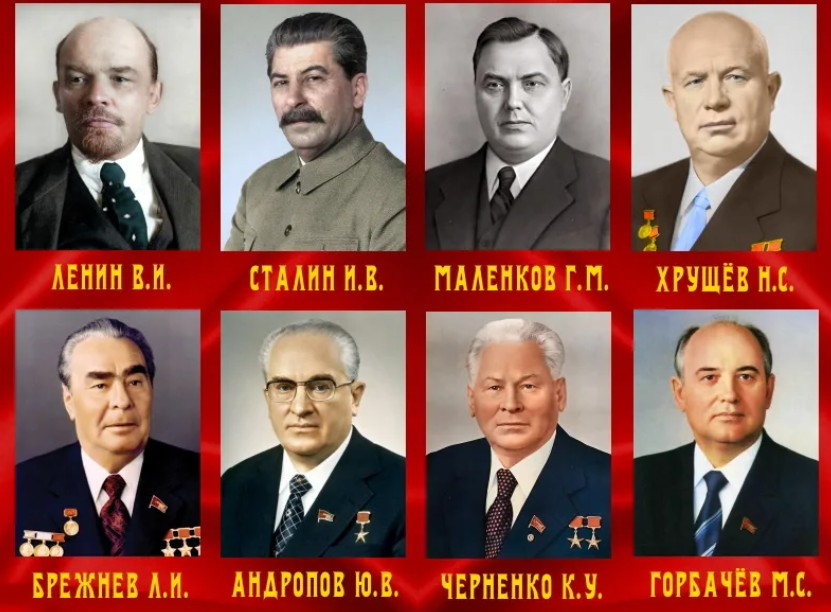 ЛЕНИН В.И. СТАЛИН И.В. МАЛЕНКОВ Г.М. ХРУЩЁВ Н.С.
БРЕЖНЕВ Л.И. АНДРОПОВ Ю.В. ЧЕРНЕНКО К.У. ГОРБАЧЁВ М.С.